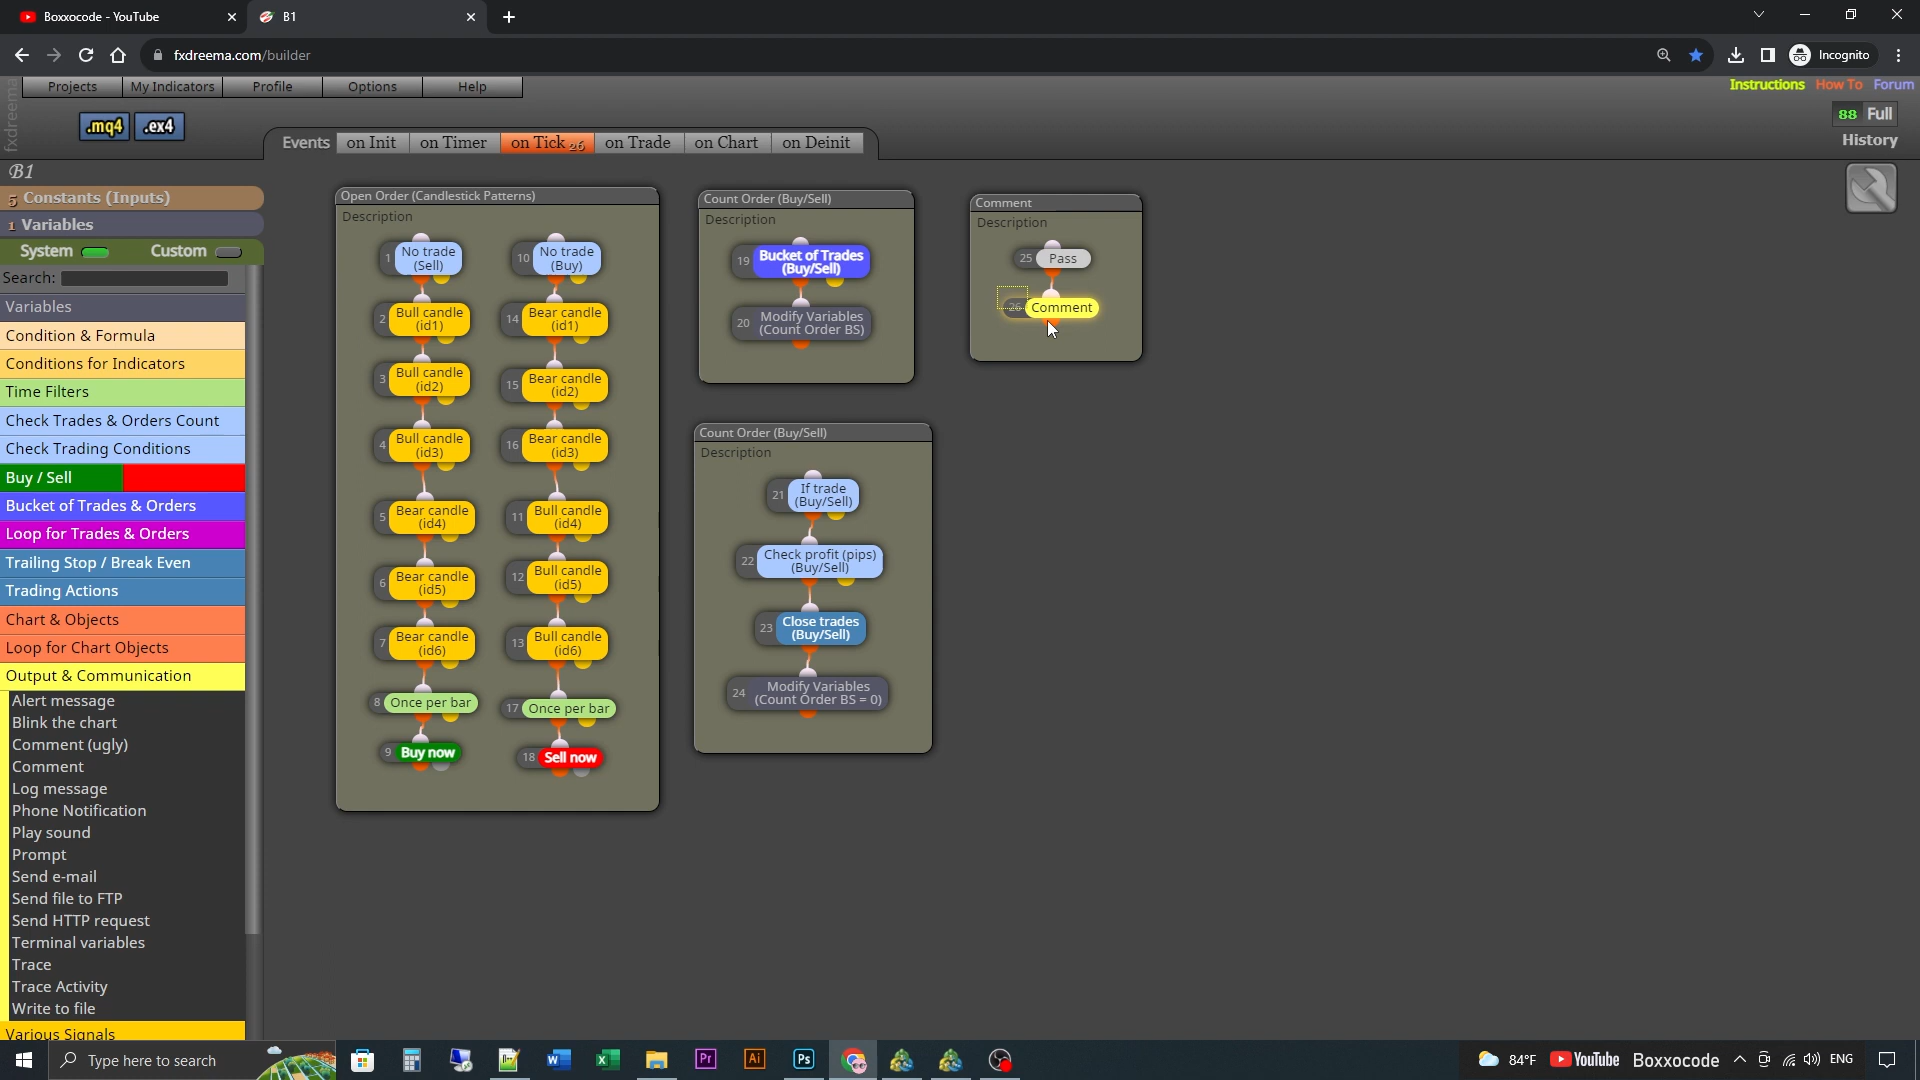 Boxxocode - YouTube
B1
fxdreema.com/builder
Incognito
Projects
My Indicators
Profile
Options
Help
Instructions
How To
Forum
fxdreema
.mq4
.ex4
88 Full
History
Events
on Init
on Timer
on Tick 26
on Trade
on Chart
on Deinit
B1
5 Constants (Inputs)
1 Variables
System
Custom
Search:
Variables
Condition & Formula
Conditions for Indicators
Time Filters
Check Trades & Orders Count
Check Trading Conditions
Buy / Sell
Bucket of Trades & Orders
Loop for Trades & Orders
Trailing Stop / Break Even
Trading Actions
Chart & Objects
Loop for Chart Objects
Output & Communication
Alert message
Blink the chart
Comment (ugly)
Comment
Log message
Phone Notification
Play sound
Prompt
Send e-mail
Send file to FTP
Send HTTP request
Terminal variables
Trace
Trace Activity
Write to file
Various Signals
Open Order (Candlestick Patterns)
Description
1 No trade
(Sell)
2 Bull candle
(id1)
3 Bull candle
(id2)
4 Bull candle
(id3)
5 Bear candle
(id4)
6 Bear candle
(id5)
7 Bear candle
(id6)
8 Once per bar
9 Buy now
10 No trade
(Buy)
14 Bear candle
(id1)
15 Bear candle
(id2)
16 Bear candle
(id3)
11 Bull candle
(id4)
12 Bull candle
(id5)
13 Bull candle
(id6)
17 Once per bar
18 Sell now
Count Order (Buy/Sell)
Description
19 Bucket of Trades
(Buy/Sell)
20 Modify Variables
(Count Order BS)
Count Order (Buy/Sell)
Description
21 If trade
(Buy/Sell)
22 Check profit (pips)
(Buy/Sell)
23 Close trades
(Buy/Sell)
24 Modify Variables
(Count Order BS = 0)
Comment
Description
25 Pass
26 Comment
Type here to search
Pr
Ai
Ps
84°F
YouTube
Boxxocode
ENG